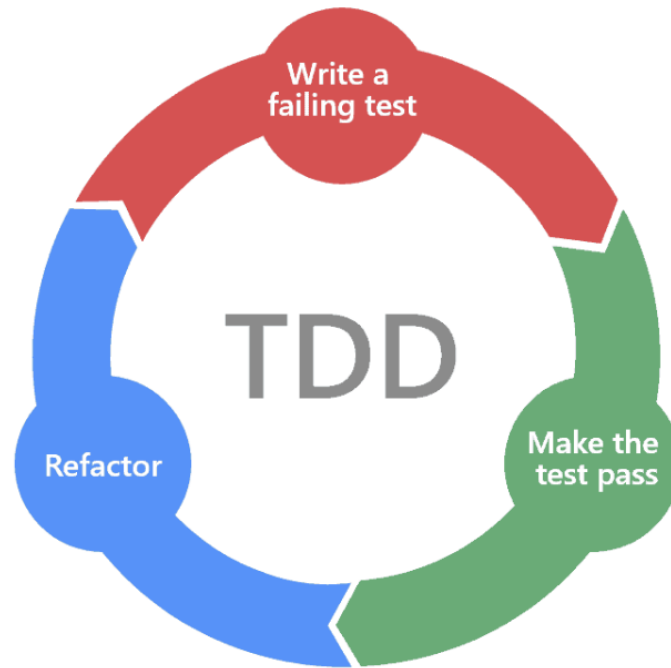 Write a
failing test
TDD
Refactor
Make the
test pass